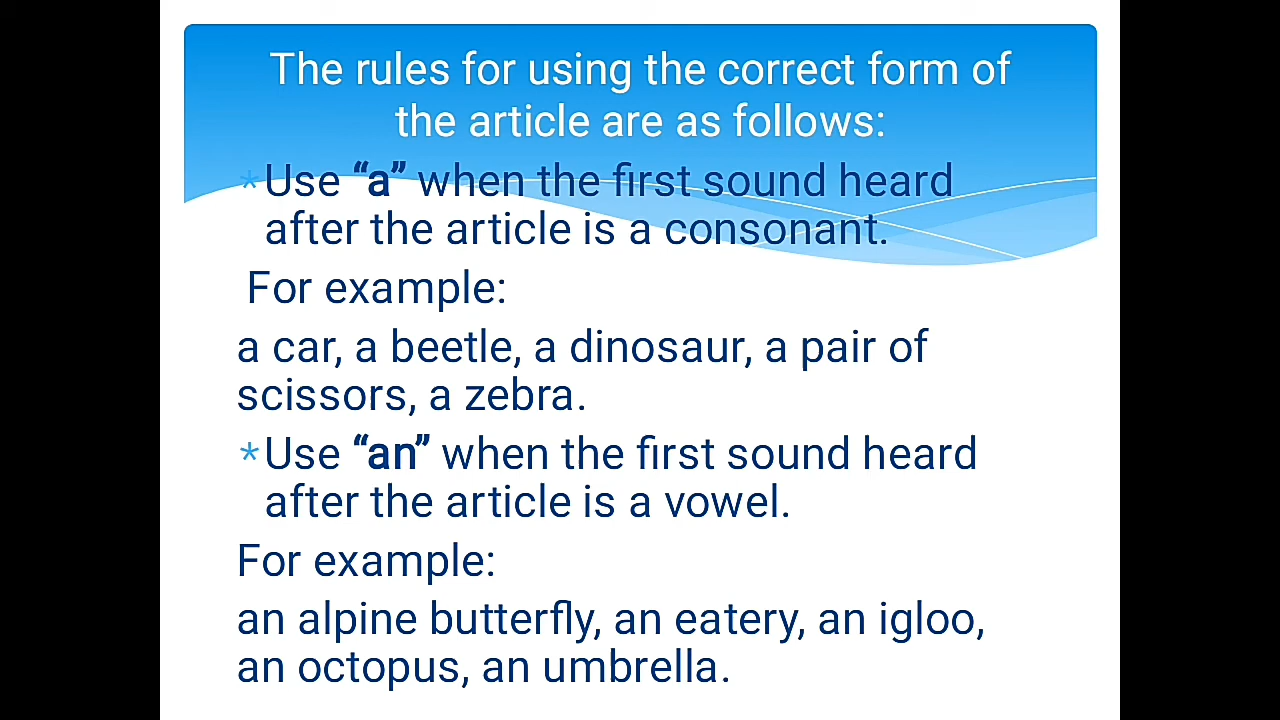 The rules for using the correct form of
the article are as follows:
*Use “a” when the first sound heard
after the article is a consonant.
For example:
a car, a beetle, a dinosaur, a pair of
scissors, a zebra.
*Use “an” when the first sound heard
after the article is a vowel.
For example:
an alpine butterfly, an eatery, an igloo,
an octopus, an umbrella.